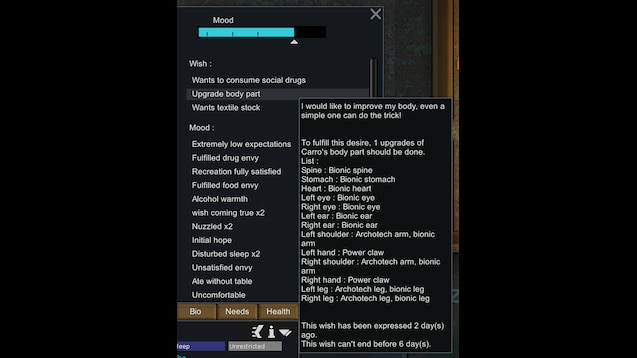 Mood
Wish :
Wants to consume social drugs
Upgrade body part
Wants textile stock
Mood :
Extremely low expectations
Fulfilled drug envy
Recreation fully satisfied
Fulfilled food envy
Alcohol warmth
wish coming true x2
Nuzzled x2
Initial hope
Disturbed sleep x2
Unsatisfied envy
Ate without table
Uncomfortable
Bio
Needs
Health
eep
Unrestricted
I would like to improve my body, even a
simple one can do the trick!
To fulfill this desire, 1 upgrades of
Carro's body part should be done.
List :
Spine : Bionic spine
Stomach : Bionic stomach
Heart : Bionic heart
Left eye : Bionic eye
Right eye : Bionic eye
Left ear : Bionic ear
Right ear : Bionic ear
Left shoulder : Archotech arm, bionic
arm
Left hand : Power claw
Right shoulder : Archotech arm, bionic
arm
Right hand : Power claw
Left leg : Archotech leg, bionic leg
Right leg : Archotech leg, bionic leg
This wish has been expressed 2 day(s)
ago.
This wish can't end before 6 day(s).